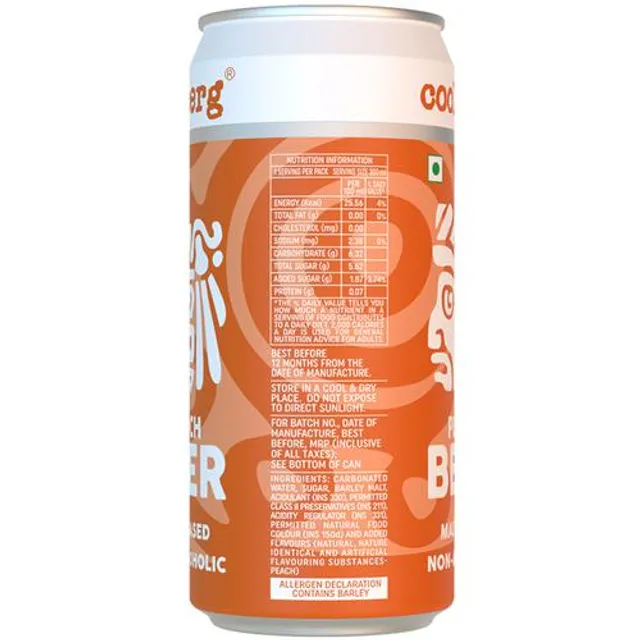 erg®
coo
NUTRITION INFORMATION
SERVING PER PACK SERVING SIZE 300
PER 100 ml
ENERGY (Kcal) 25.56 4%
TOTAL FAT (g) 0.00 0%
CHOLESTEROL (mg) 0.00
SODIUM (mg) 2.38 0%
CARBOHYDRATE (g) 6.32
TOTAL SUGAR (g) 5.62
ADDED SUGAR (g) 1.87
PROTEIN (g) 0.07
*THE % DAILY VALUE TELLS YOU
HOW MUCH A NUTRIENT IN A
SERVING OF FOOD CONTRIBUTES
TO A DAILY DIET, 2,000 CALORIES
A DAY IS USED FOR GENERAL
NUTRITION ADVICE FOR ADULTS.
BEST BEFORE
12 MONTHS FROM THE
DATE OF MANUFACTURE.
STORE IN A COOL & DRY
PLACE. DO NOT EXPOSE
TO DIRECT SUNLIGHT.
FOR BATCH NO., DATE OF
MANUFACTURE, BEST
BEFORE, MRP (INCLUSIVE
OF ALL TAXES);
SEE BOTTOM OF CAN
INGREDIENTS: CARBONATED
WATER, SUGAR, BARLEY MALT,
ACIDULANT (INS 330), PERMITTED
CLASS II PRESERVATIVES (INS 211),
ACIDITY REGULATOR (INS 331),
PERMITTED NATURAL FOOD
COLOUR (INS 150d) AND ADDED
FLAVOURS (NATURAL, NATURE
IDENTICAL AND ARTIFICIAL
FLAVOURING SUBSTANCES-
PEACH)
ALLERGEN DECLARATION
CONTAINS BARLEY
CH
ER
ASED
COHOLIC
P
BE
MA
NON-